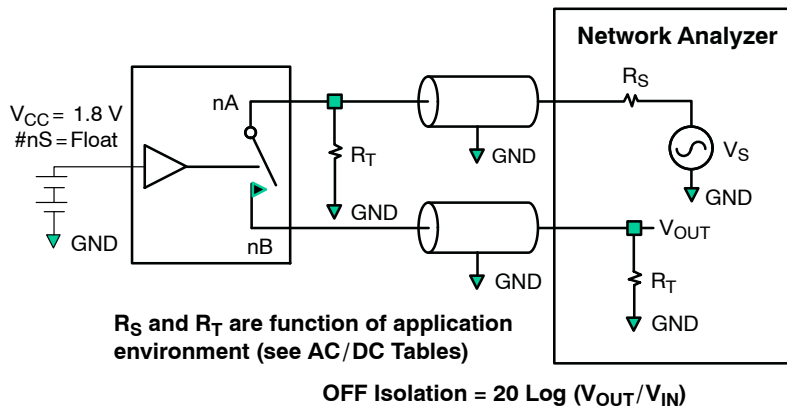 Network Analyzer
R_S
nA
V_CC = 1.8 V
#nS = Float
R_T
GND
V_S
GND
GND
GND
nB
V_OUT
GND
R_T
GND
R_S and R_T are function of application
environment (see AC/DC Tables)
OFF Isolation = 20 Log (V_OUT/V_IN)